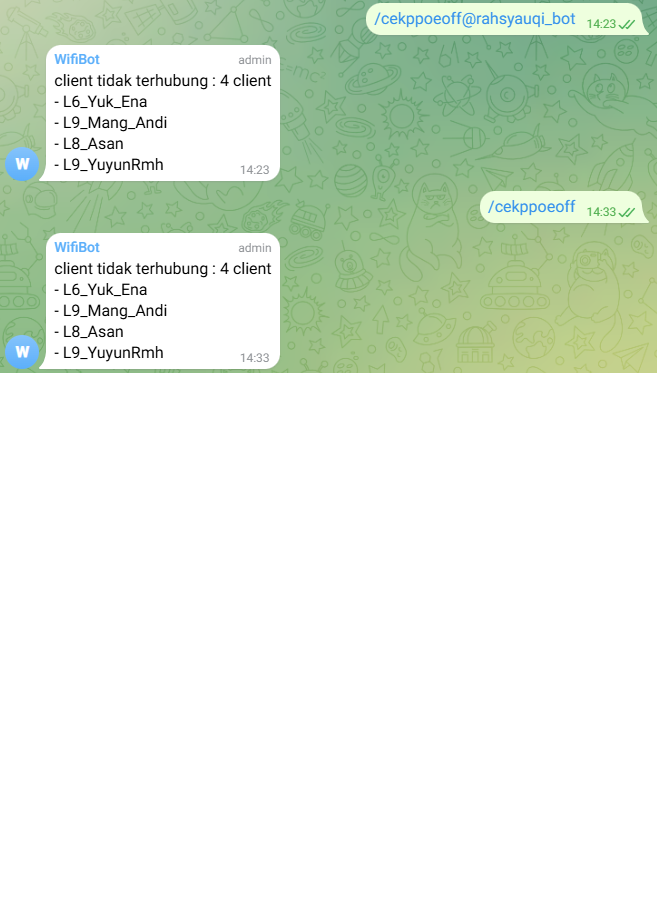 /cekppoeoff@rahsyauqi_bot 14:23
WifiBot admin
client tidak terhubung : 4 client
- L6_Yuk_Ena
- L9_Mang_Andi
- L8_Asan
- L9_YuyunRmh 14:23
W
/cekppoeoff 14:33
WifiBot admin
client tidak terhubung : 4 client
- L6_Yuk_Ena
- L9_Mang_Andi
- L8_Asan
- L9_YuyunRmh 14:33
W